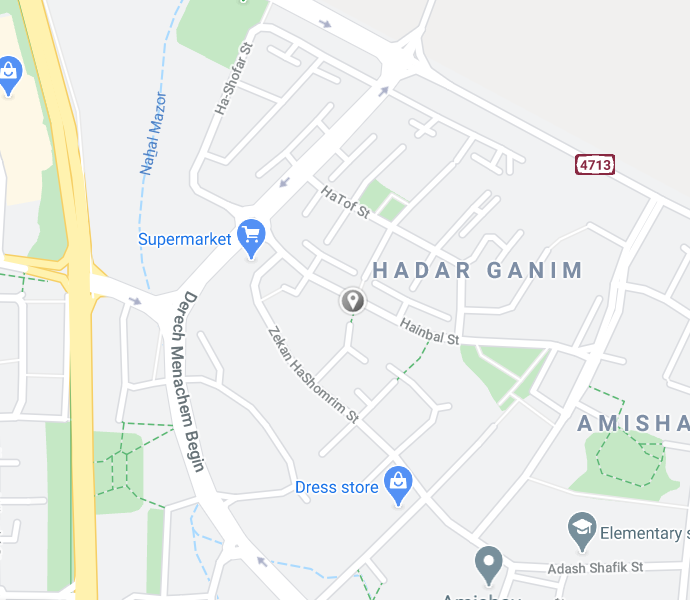 Ha-Shofar St
Nahal Mazor
4713
HaTof St
Supermarket
HADAR GANIM
Derech Menachem Begin
Hainbal St
Zekan HaShomrim St
AMISHA
Dress store
Elementary s
Adash Shafik St